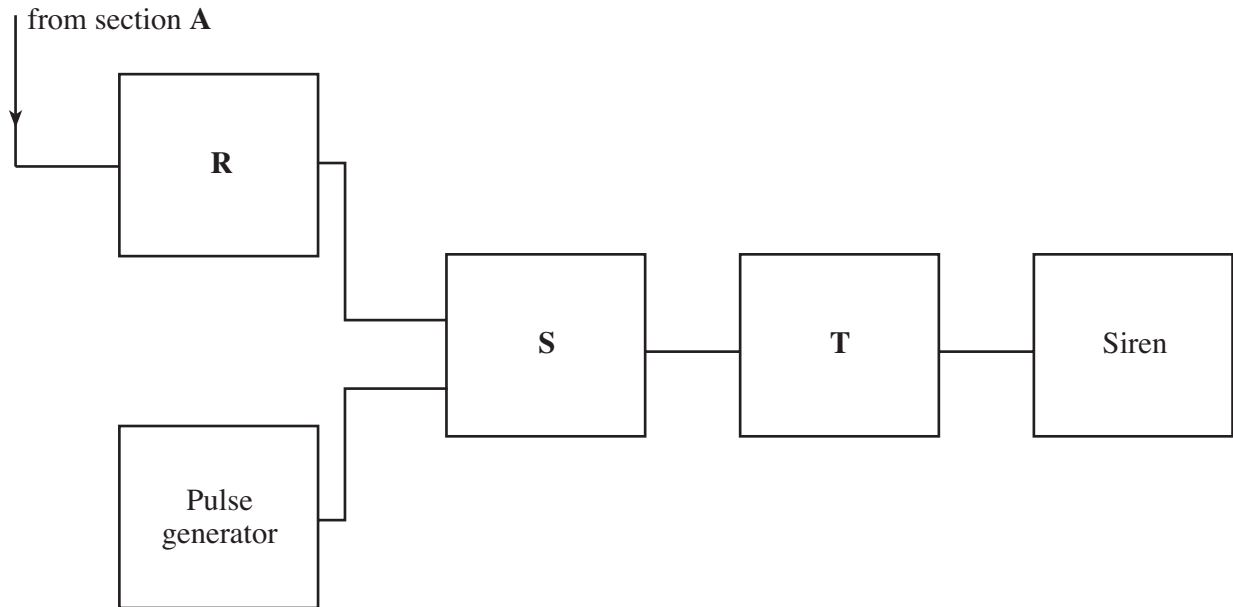 from section A
R
S
T
Siren
Pulse
generator